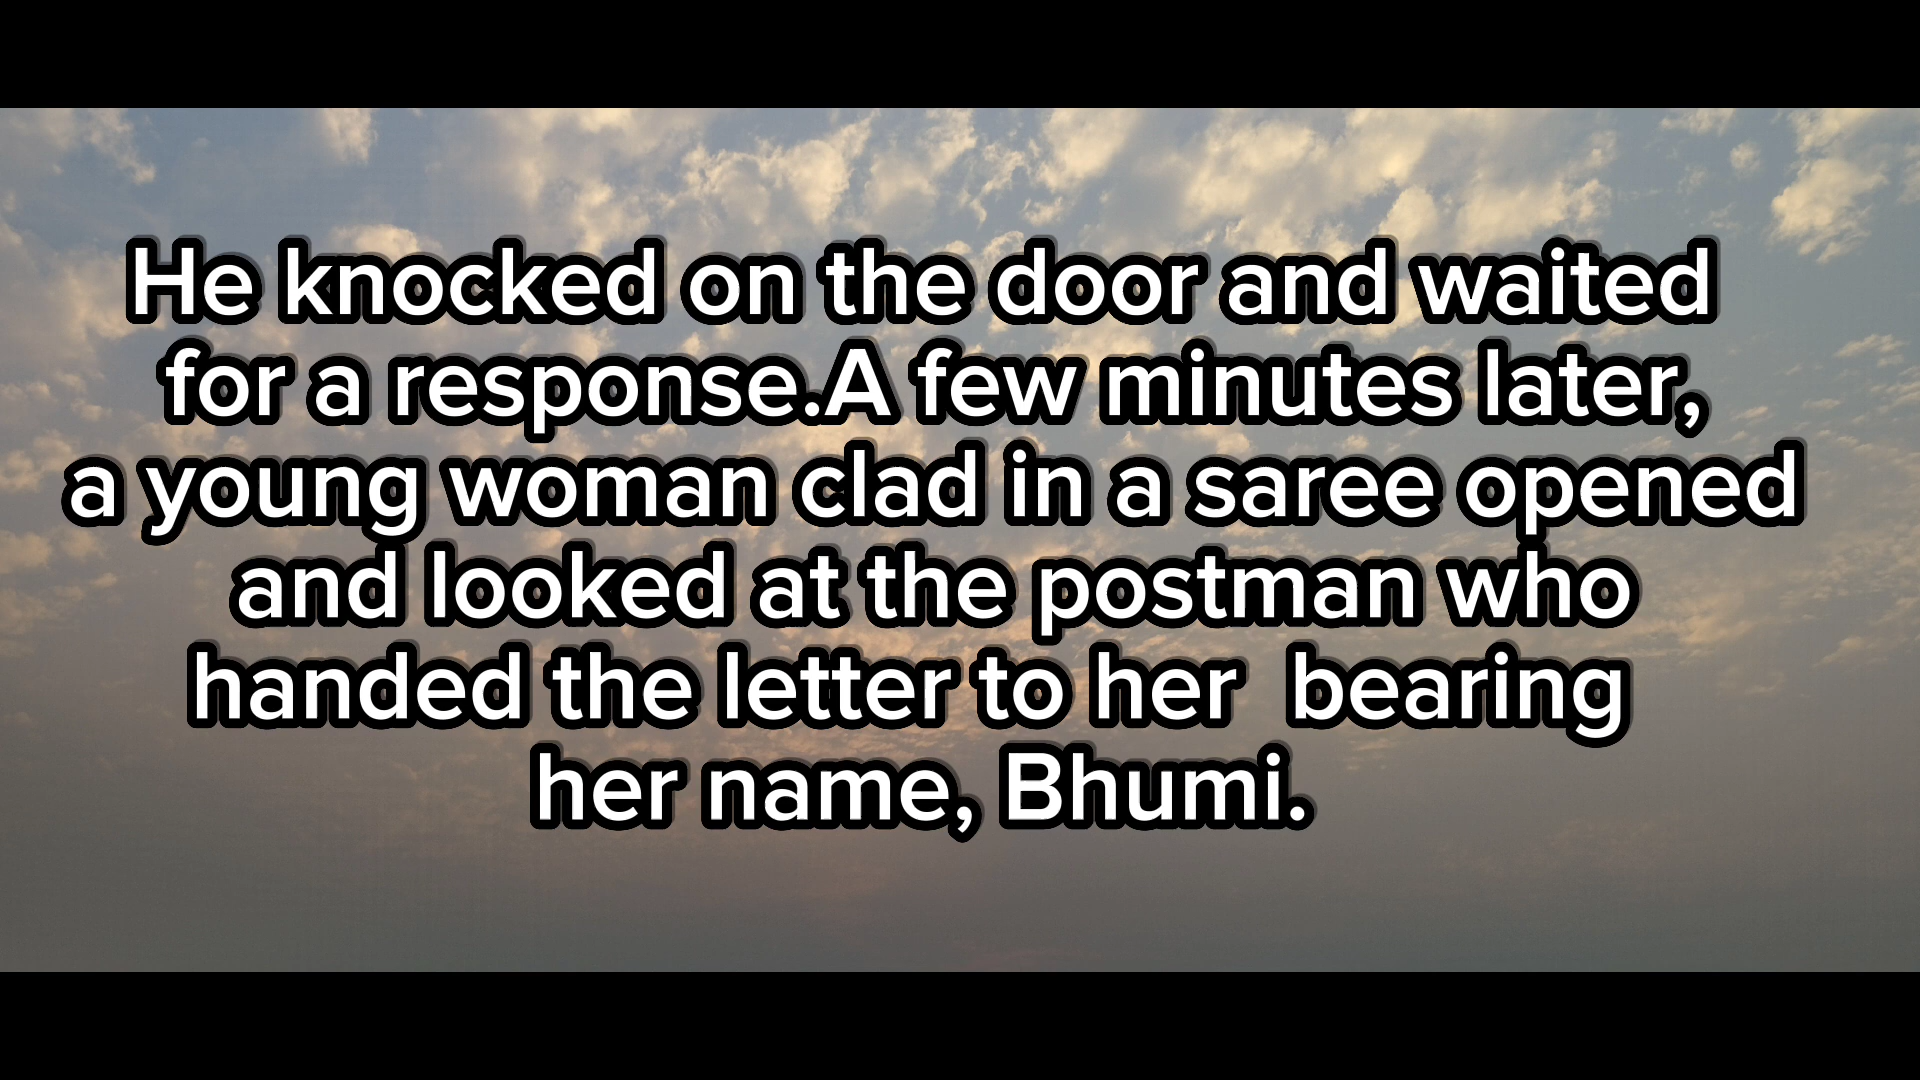 He knocked on the door and waited
for a response.A few minutes later,
a young woman clad in a saree opened
and looked at the postman who
handed the letter to her  bearing
her name, Bhumi.